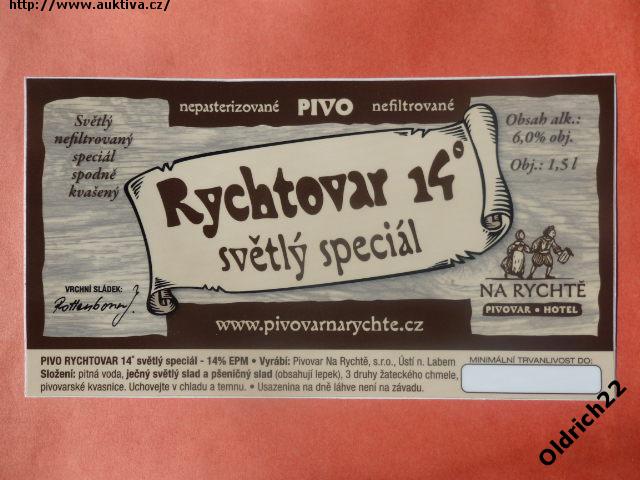 http://www.auktiva.cz/
nepasterizované PIVO nefiltrované
Světlý
nefiltrovaný
speciál
spodně
kvašený
Obsah alk.:
6,0% obj.
Obj.: 1,5 l
Rychtovar 14°
světlý speciál
VRCHNÍ SLÁDEK:
NA RYCHTĚ
PIVOVAR • HOTEL
www.pivovarnarychte.cz
PIVO RYCHTOVAR 14° světlý speciál - 14% EPM • Vyrábí: Pivovar Na Rychtě, s.r.o., Ústí n. Labem
Složení: pitná voda, ječný světlý slad a pšeničný slad (obsahují lepek), 3 druhy žateckého chmele,
pivovarské kvasnice. Uchovejte v chladu a temnu. • Usazenina na dně láhve není na závadu.
MINIMÁLNÍ TRVANLIVOST DO:
Oldrich22